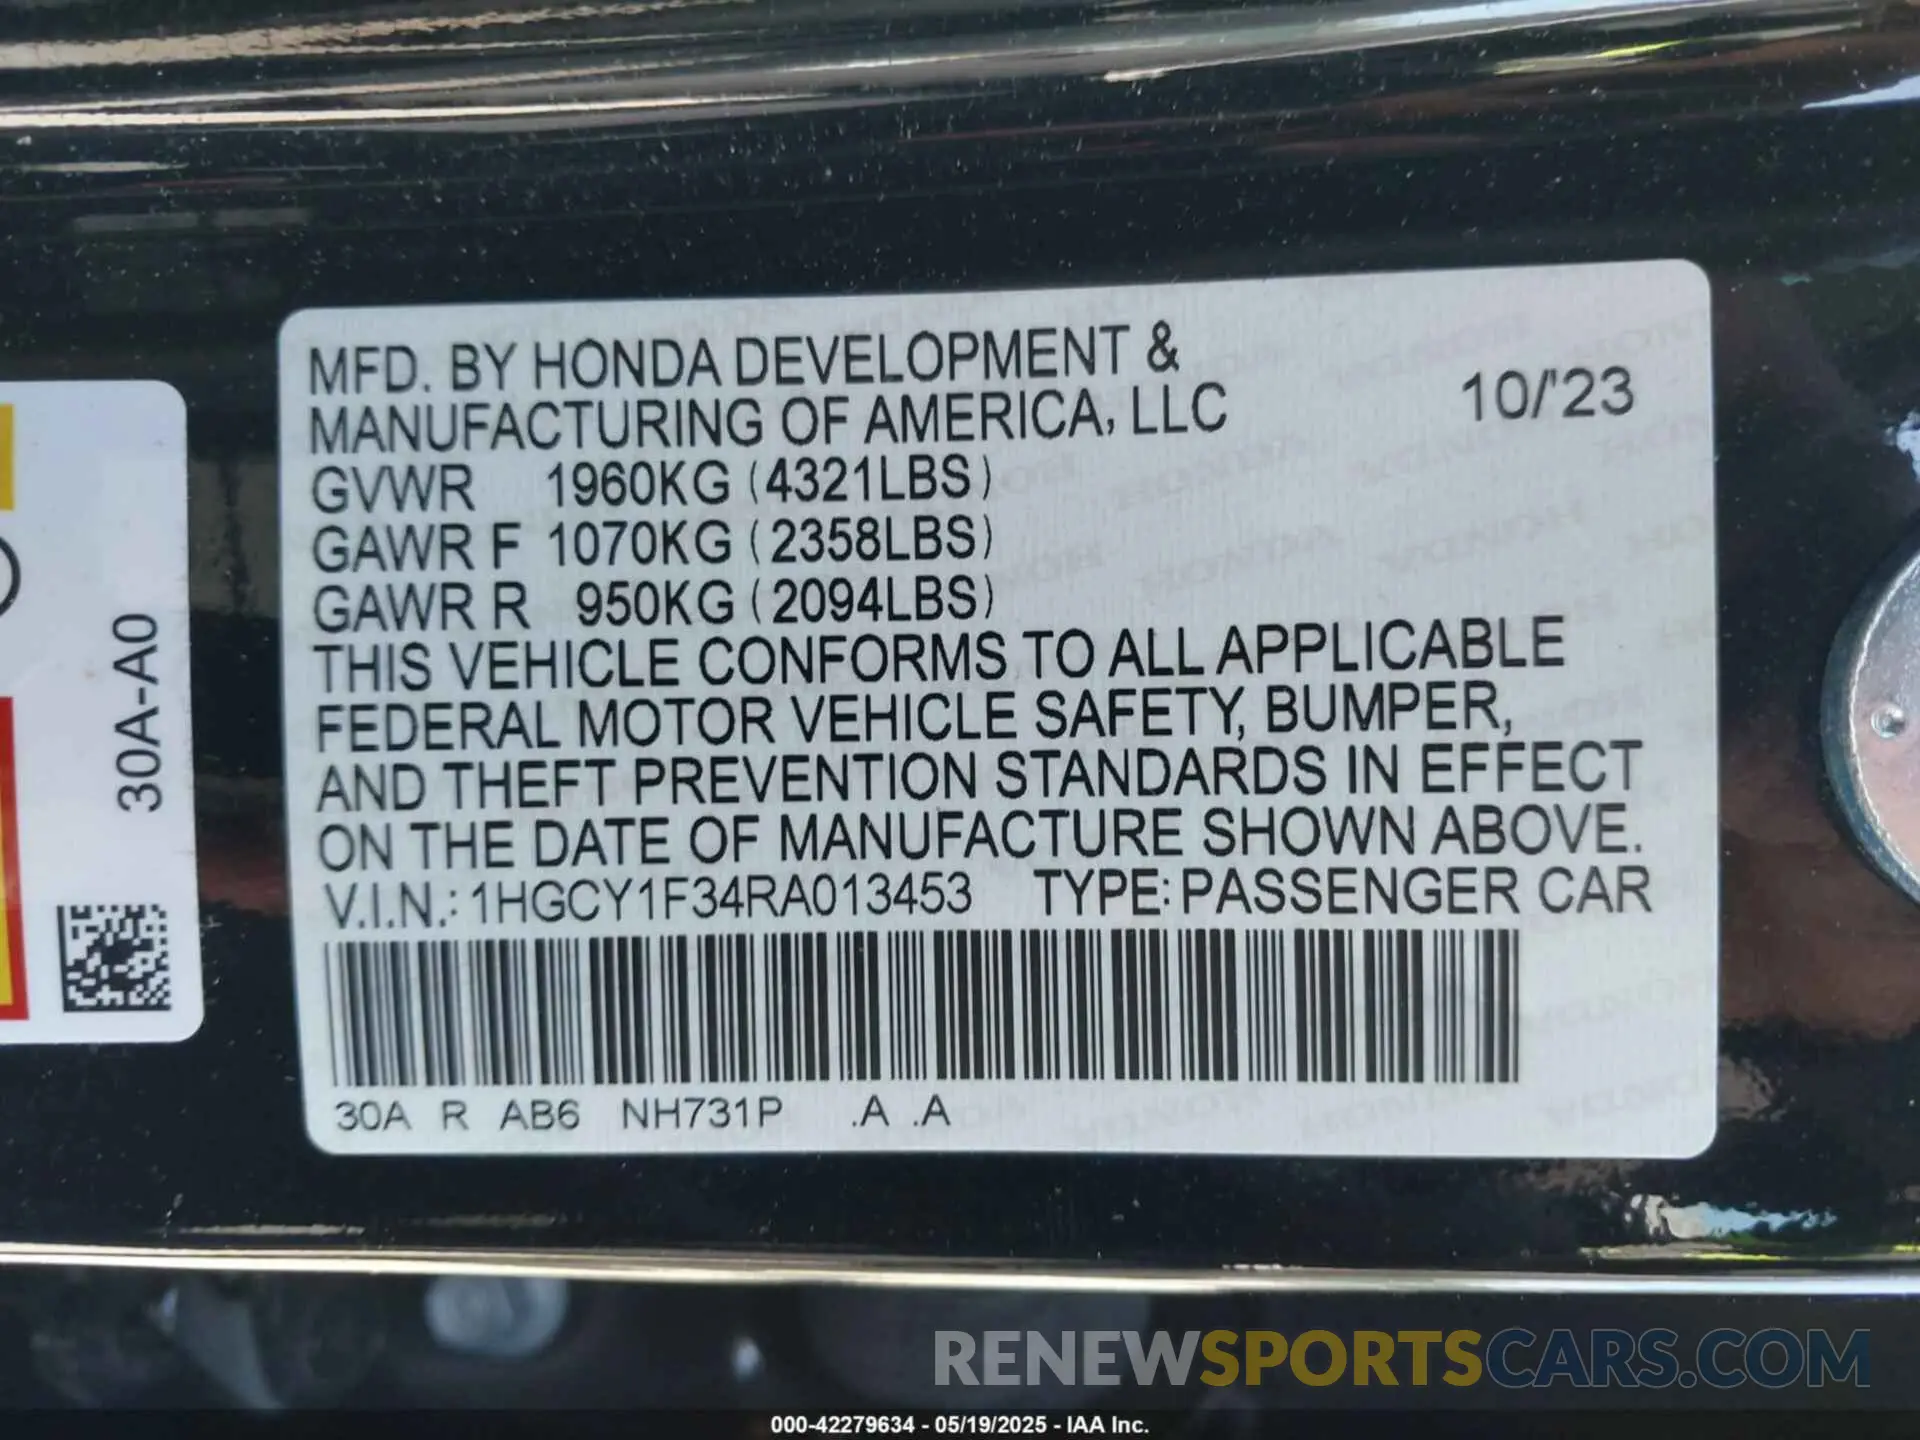 MFD. BY HONDA DEVELOPMENT &
MANUFACTURING OF AMERICA, LLC
10/'23
GVWR 1960KG (4321LBS)
GAWR F 1070KG (2358LBS)
GAWR R 950KG (2094LBS)
THIS VEHICLE CONFORMS TO ALL APPLICABLE
FEDERAL MOTOR VEHICLE SAFETY, BUMPER,
AND THEFT PREVENTION STANDARDS IN EFFECT
ON THE DATE OF MANUFACTURE SHOWN ABOVE.
V.I.N.: 1HGCY1F34RA013453 TYPE: PASSENGER CAR
30A R AB6 NH731P .A .A
30A-A0
RENEWSPORTSCARS.COM
000-42279634 - 05/19/2025 - IAA Inc.